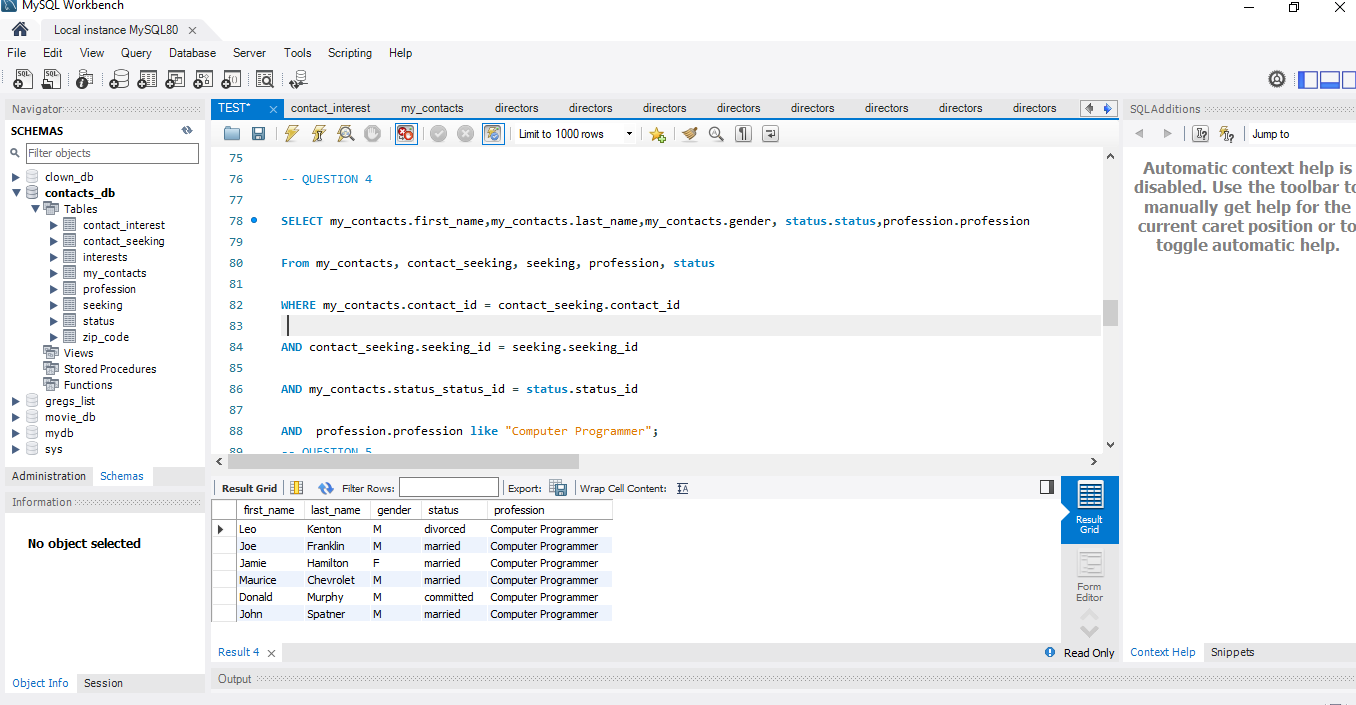 MySQL Workbench
Local instance MySQL80
File Edit View Query Database Server Tools Scripting Help
Navigator
SCHEMAS
Filter objects
clown_db
contacts_db
Tables
contact_interest
contact_seeking
interests
my_contacts
profession
seeking
status
zip_code
Views
Stored Procedures
Functions
gregs_list
movie_db
mydb
sys
Administration Schemas
Information
No object selected
Object Info Session
TEST* contact_interest my_contacts directors directors directors directors directors directors directors directors
Limit to 1000 rows
75
76 -- QUESTION 4
77
78 SELECT my_contacts.first_name,my_contacts.last_name,my_contacts.gender, status.status,profession.profession
79
80 From my_contacts, contact_seeking, seeking, profession, status
81
82 WHERE my_contacts.contact_id = contact_seeking.contact_id
83
84 AND contact_seeking.seeking_id = seeking.seeking_id
85
86 AND my_contacts.status_status_id = status.status_id
87
88 AND  profession.profession like "Computer Programmer";
89 -- QUESTION 5
Result Grid Filter Rows: Export: Wrap Cell Content:
first_name last_name gender status profession
Leo Kenton M divorced Computer Programmer
Joe Franklin M married Computer Programmer
Jamie Hamilton F married Computer Programmer
Maurice Chevrolet M married Computer Programmer
Donald Murphy M committed Computer Programmer
John Spatner M married Computer Programmer
Result Grid
Form Editor
Result 4
Read Only
Output
SQLAdditions
Jump to
Automatic context help is
disabled. Use the toolbar to
manually get help for the
current caret position or to
toggle automatic help.
Context Help Snippets